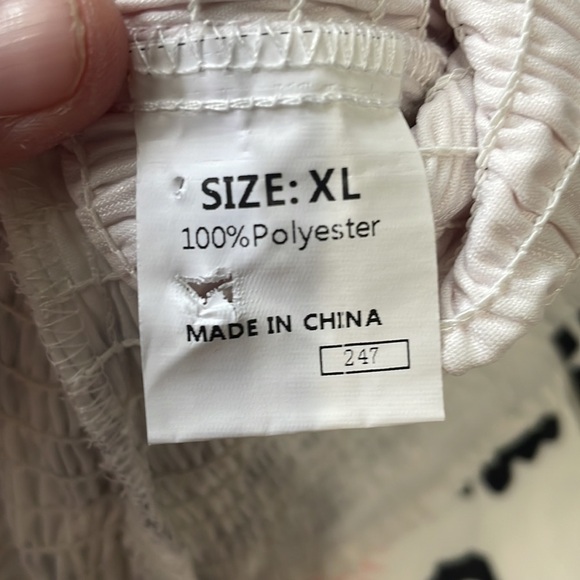 SIZE: XL
100%Polyester
MADE IN CHINA
247